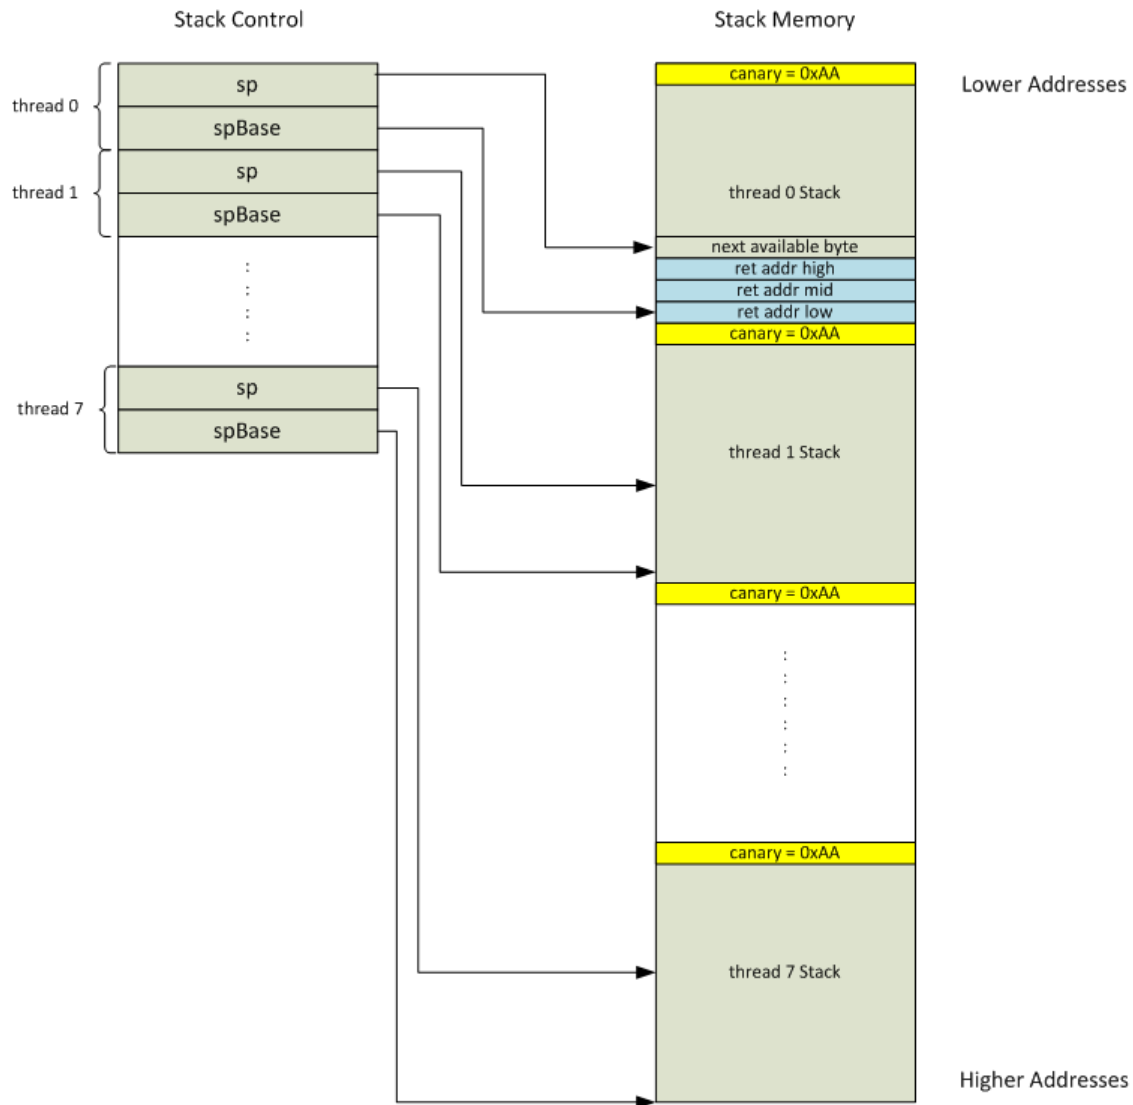 Stack Control
Stack Memory
thread 0
sp
spBase
thread 1
sp
spBase
thread 7
sp
spBase
canary = 0xAA
thread 0 Stack
next available byte
ret addr high
ret addr mid
ret addr low
canary = 0xAA
thread 1 Stack
canary = 0xAA
canary = 0xAA
thread 7 Stack
Lower Addresses
Higher Addresses